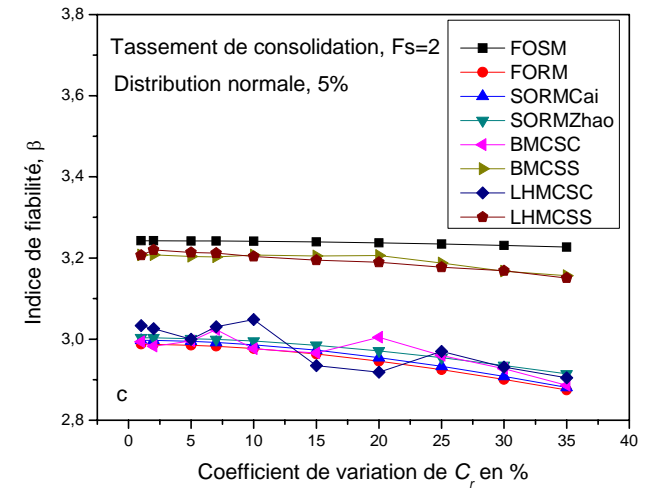 3,8
3,6
3,4
3,2
3,0
2,8
Indice de fiabilité, β
Tassement de consolidation, Fs=2
Distribution normale, 5%
FOSM
FORM
SORMCai
SORMZhao
BMCSC
BMCSS
LHMCSC
LHMCSS
c
0 5 10 15 20 25 30 35 40
Coefficient de variation de Cr en %